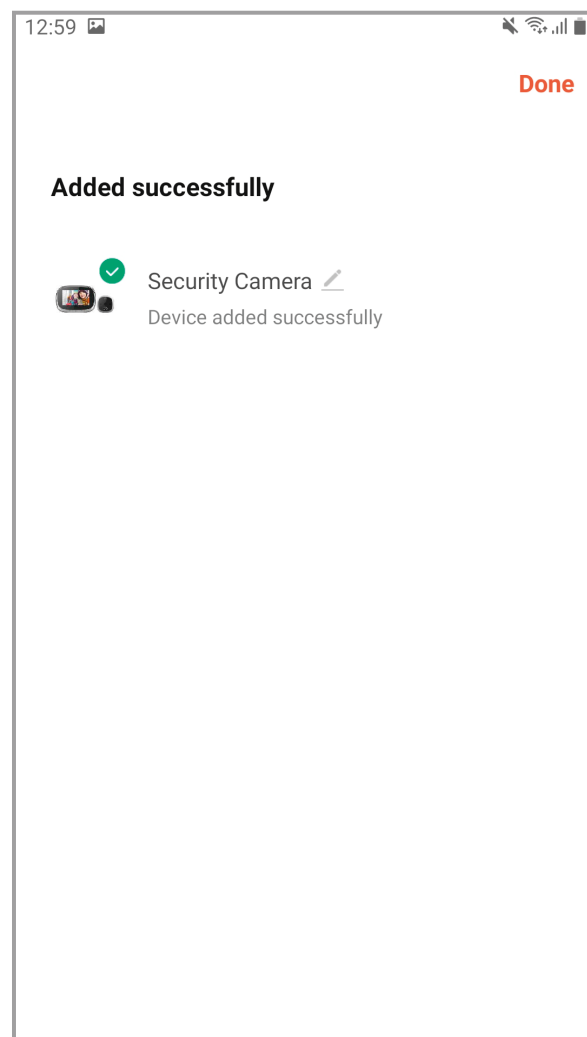 12:59
Done
Added successfully
Security Camera
Device added successfully